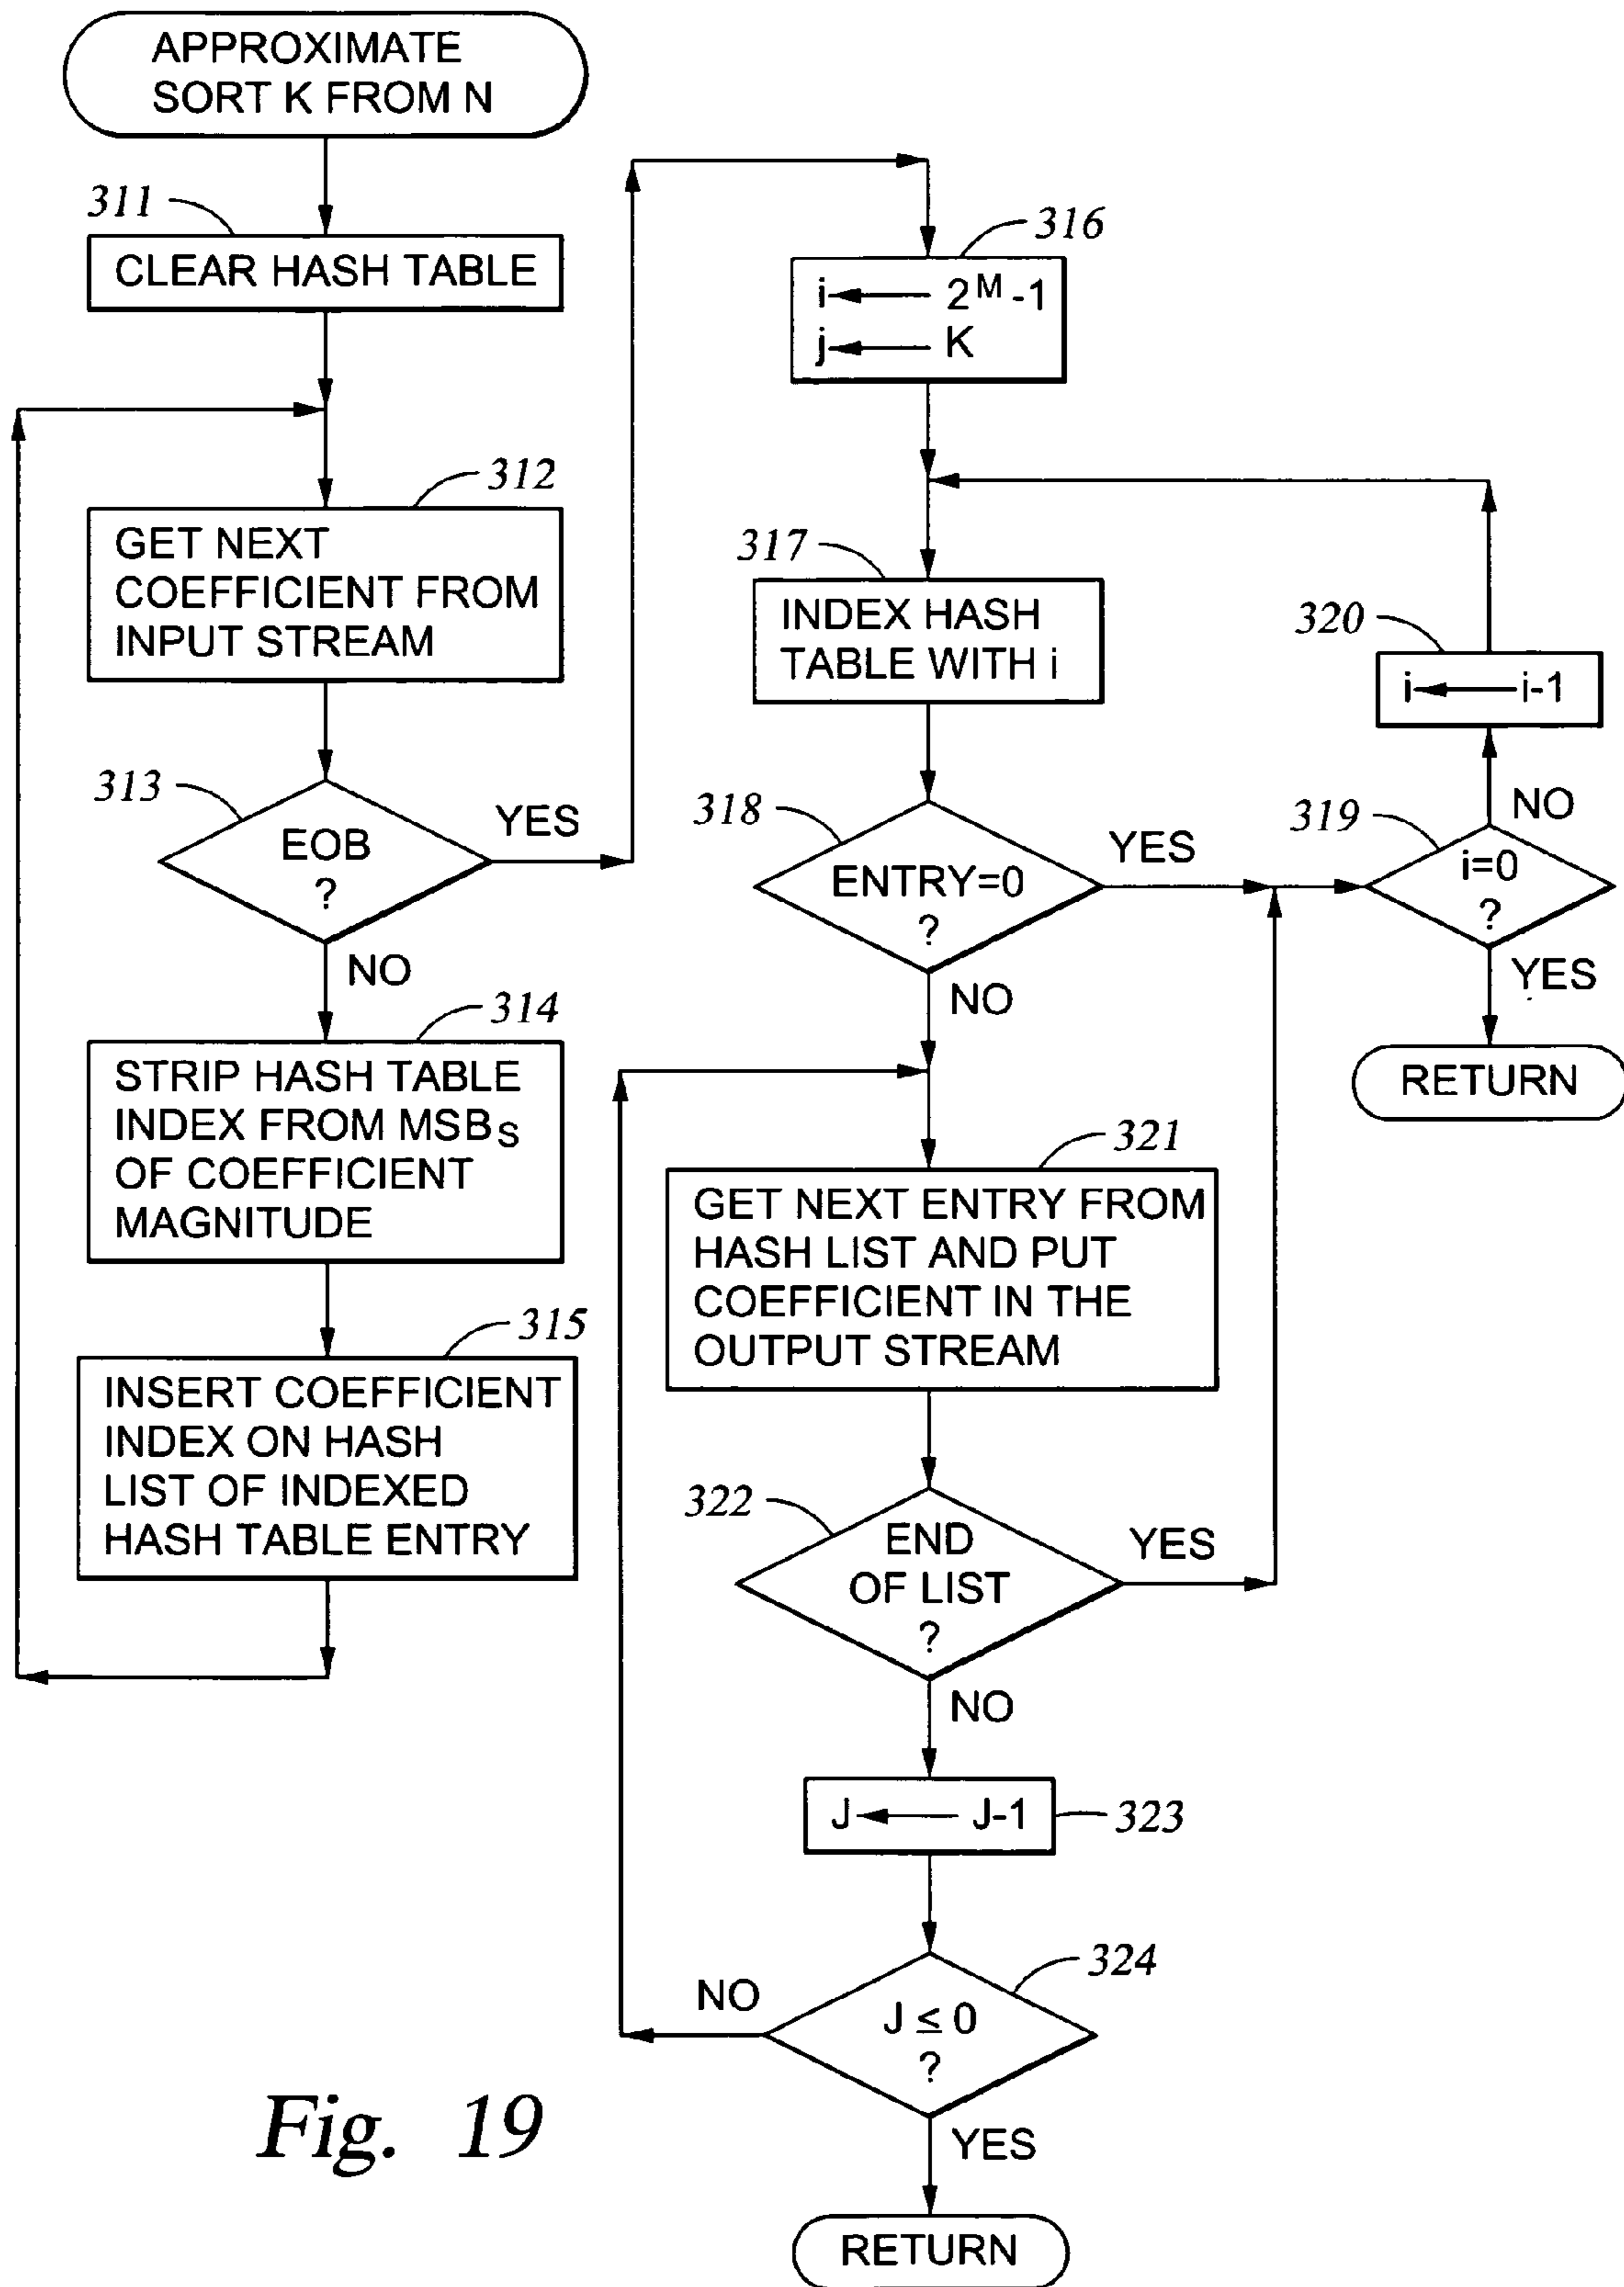 APPROXIMATE
SORT K FROM N
311
CLEAR HASH TABLE
312
GET NEXT
COEFFICIENT FROM
INPUT STREAM
313
EOB
?
YES
NO
314
STRIP HASH TABLE
INDEX FROM MSBS
OF COEFFICIENT
MAGNITUDE
315
INSERT COEFFICIENT
INDEX ON HASH
LIST OF INDEXED
HASH TABLE ENTRY
316
i ← 2^M -1
j ← K
317
INDEX HASH
TABLE WITH i
318
ENTRY=0
?
YES
NO
319
i=0
?
NO
YES
320
i ← i-1
RETURN
321
GET NEXT ENTRY FROM
HASH LIST AND PUT
COEFFICIENT IN THE
OUTPUT STREAM
322
END
OF LIST
?
YES
NO
J ← J-1
323
324
J ≤ 0
?
NO
YES
RETURN
Fig. 19